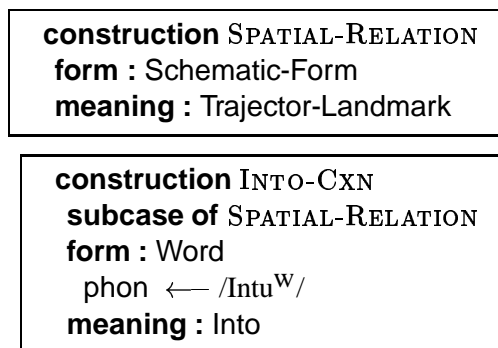 construction SPATIAL-RELATION
form : Schematic-Form
meaning : Trajector-Landmark
construction INTO-CXN
subcase of SPATIAL-RELATION
form : Word
phon ⟵ /Intuᵂ/
meaning : Into